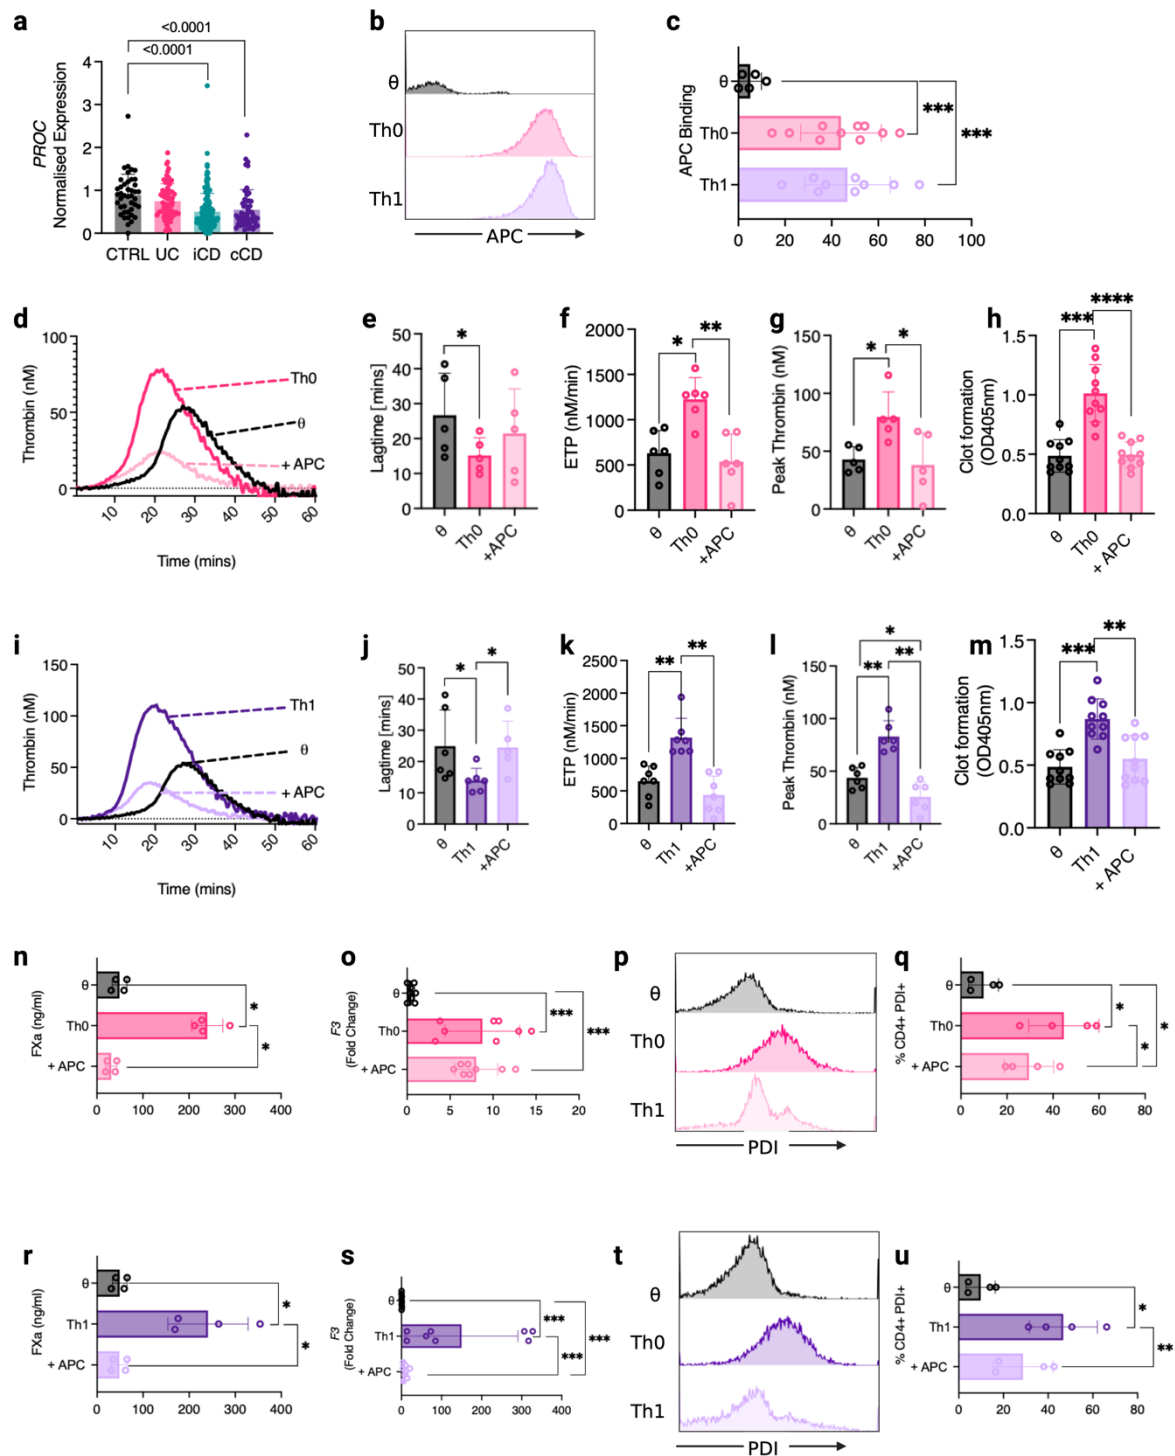 a
<0.0001
<0.0001
PROC
Normalised Expression
4
3
2
1
0
CTRL UC iCD cCD
b
θ
Th0
Th1
APC
c
APC Binding
θ
Th0
Th1
***
***
0 20 40 60 80 100
d
Thrombin (nM)
100
50
0
Th0
θ
+ APC
10 20 30 40 50 60
Time (mins)
e
Lagtime [mins]
50
40
30
20
10
0
*
θ Th0 +APC
f
ETP (nM/min)
2000
1500
1000
500
0
* **
θ Th0 +APC
g
Peak Thrombin (nM)
150
100
50
0
* *
θ Th0 +APC
h
Clot formation
(OD405nm)
1.5
1.0
0.5
0.0
*** ****
θ Th0 + APC
i
Thrombin (nM)
150
100
50
0
Th1
θ
+ APC
10 20 30 40 50 60
Time (mins)
j
Lagtime [mins]
50
40
30
20
10
0
* *
θ Th1 +APC
k
ETP (nM/min)
2500
2000
1500
1000
500
0
** **
θ Th1 +APC
l
Peak Thrombin (nM)
150
100
50
0
*
** **
θ Th1 +APC
m
Clot formation
(OD405nm)
1.5
1.0
0.5
0.0
*** **
θ Th1 + APC
n
FXa (ng/ml)
θ
Th0
+ APC
*
*
0 100 200 300 400
o
F3
(Fold Change)
θ
Th0
+ APC
***
***
0 5 10 15 20
p
θ
Th0
Th1
PDI
q
% CD4+ PDI+
θ
Th0
+ APC
*
*
*
0 20 40 60 80
r
FXa (ng/ml)
θ
Th1
+ APC
*
*
0 100 200 300 400
s
F3
(Fold Change)
θ
Th1
+ APC
***
***
***
0 100 200 300 400
t
θ
Th0
Th1
PDI
u
% CD4+ PDI+
θ
Th1
+ APC
*
**
0 20 40 60 80